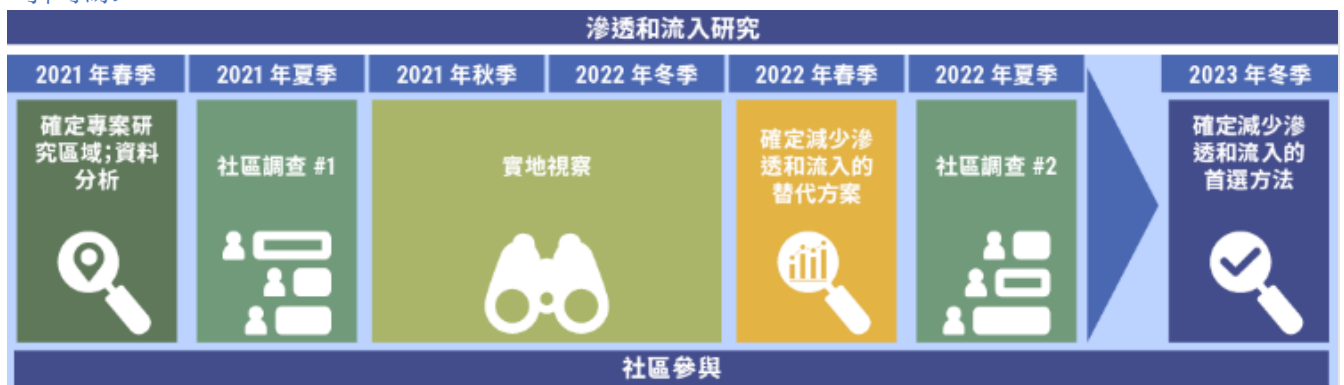 滲透和流入研究
2021 年春季
2021 年夏季
2021 年秋季
2022 年冬季
2022 年春季
2022 年夏季
2023 年冬季
確定專案研
究區域;資料
分析
社區調查 #1
實地視察
確定減少滲
透和流入的
替代方案
社區調查 #2
確定減少滲
透和流入的
首選方法
社區參與